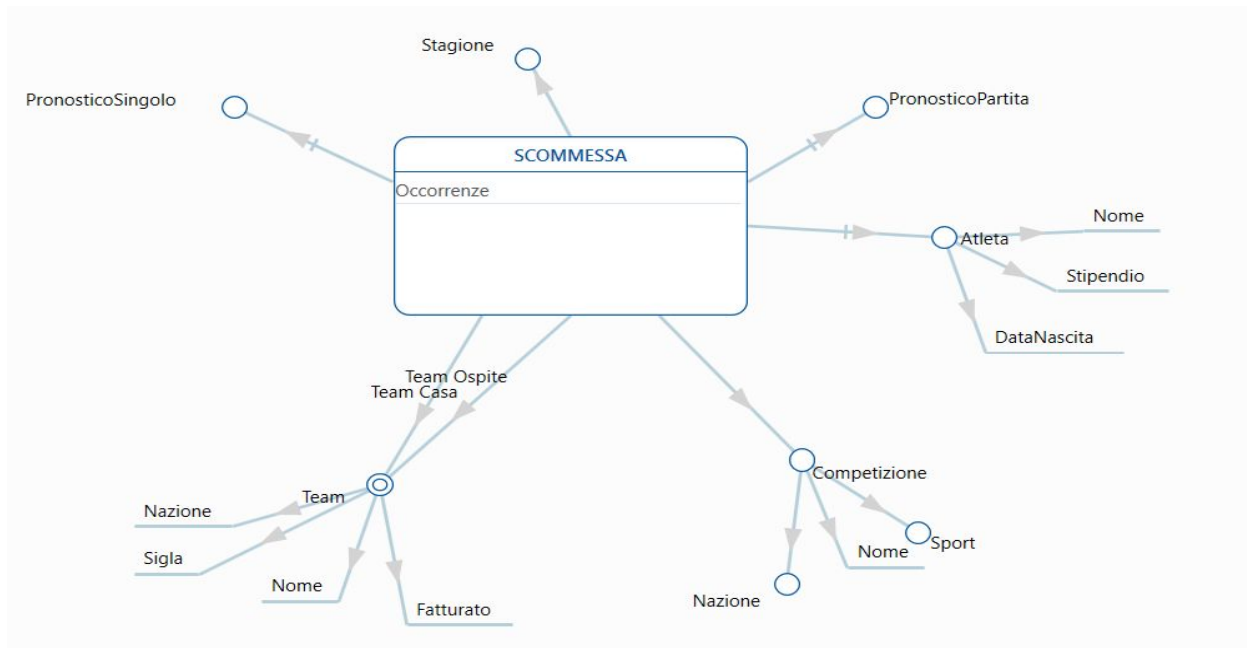 Stagione
PronosticoSingolo
PronosticoPartita
SCOMMESSA
Occorrenze
Nome
Atleta
Stipendio
DataNascita
Team Ospite
Team Casa
Competizione
Team
Nazione
Sigla
Nome
Fatturato
Sport
Nome
Nazione